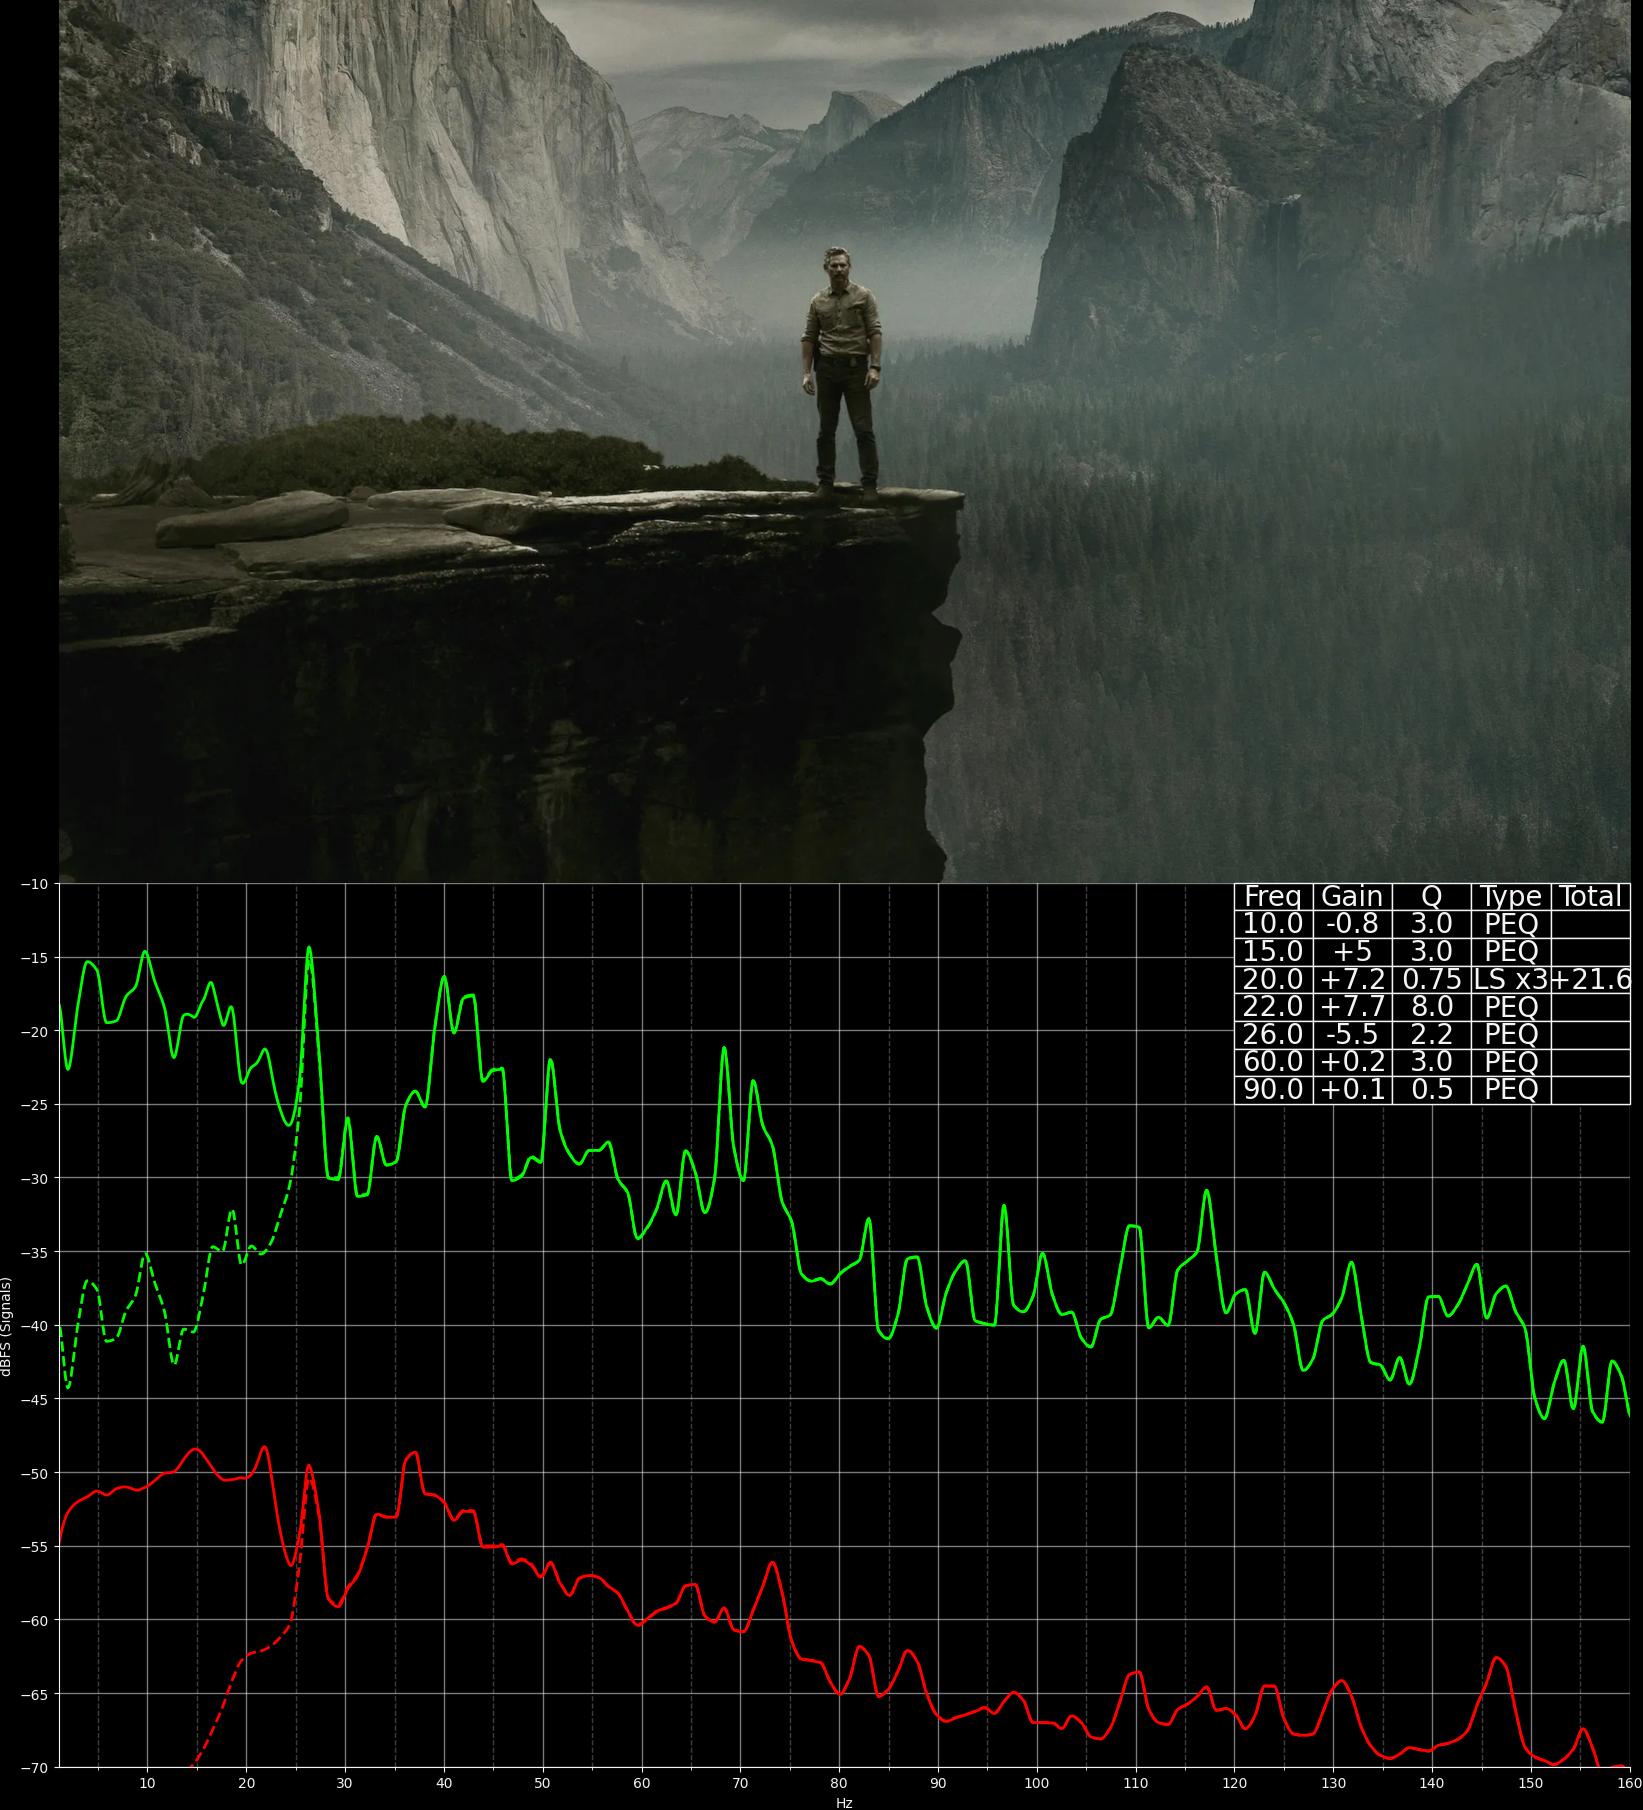 Freq Gain Q Type Total
10.0 -0.8 3.0 PEQ
15.0 +5 3.0 PEQ
20.0 +7.2 0.75 LS x3 +21.6
22.0 +7.7 8.0 PEQ
26.0 -5.5 2.2 PEQ
60.0 +0.2 3.0 PEQ
90.0 +0.1 0.5 PEQ
−10
−15
−20
−25
−30
−35
−40
−45
−50
−55
−60
−65
−70
dBFS (Signals)
10 20 30 40 50 60 70 80 90 100 110 120 130 140 150 160
Hz